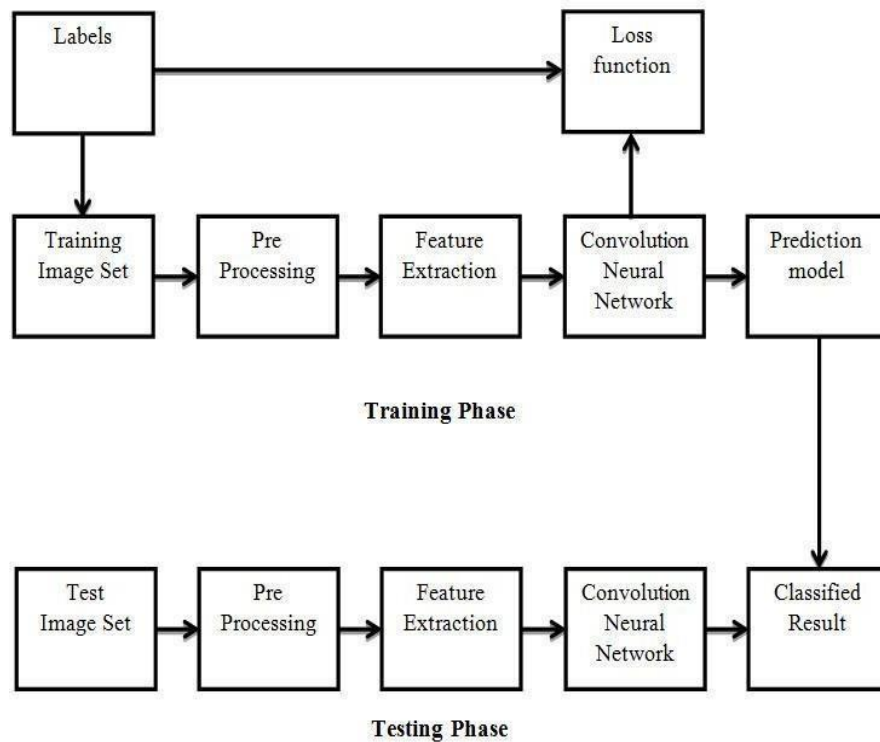 Labels
Loss
function
Training
Image Set
Pre
Processing
Feature
Extraction
Convolution
Neural
Network
Prediction
model
Training Phase
Test
Image Set
Pre
Processing
Feature
Extraction
Convolution
Neural
Network
Classified
Result
Testing Phase